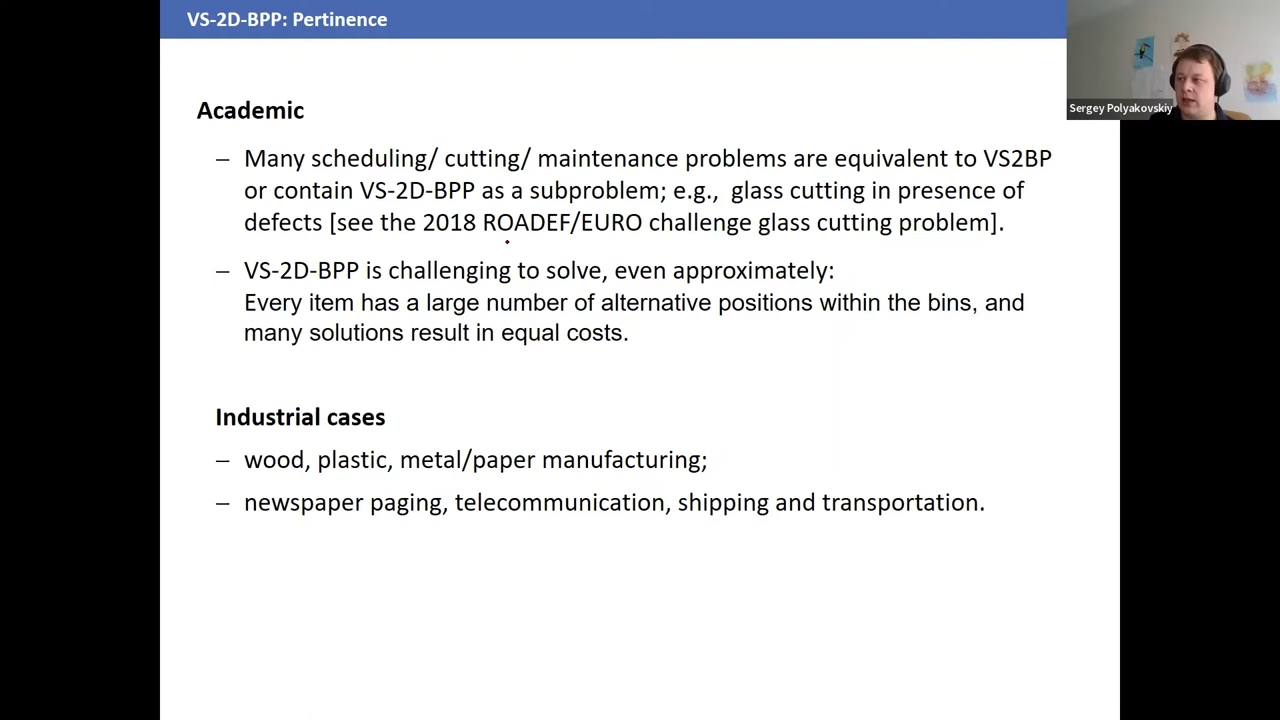 VS-2D-BPP: Pertinence
Sergey Polyakovskiy
Academic
– Many scheduling/ cutting/ maintenance problems are equivalent to VS2BP
or contain VS-2D-BPP as a subproblem; e.g., glass cutting in presence of
defects [see the 2018 ROADEF/EURO challenge glass cutting problem].
– VS-2D-BPP is challenging to solve, even approximately:
Every item has a large number of alternative positions within the bins, and
many solutions result in equal costs.
Industrial cases
– wood, plastic, metal/paper manufacturing;
– newspaper paging, telecommunication, shipping and transportation.